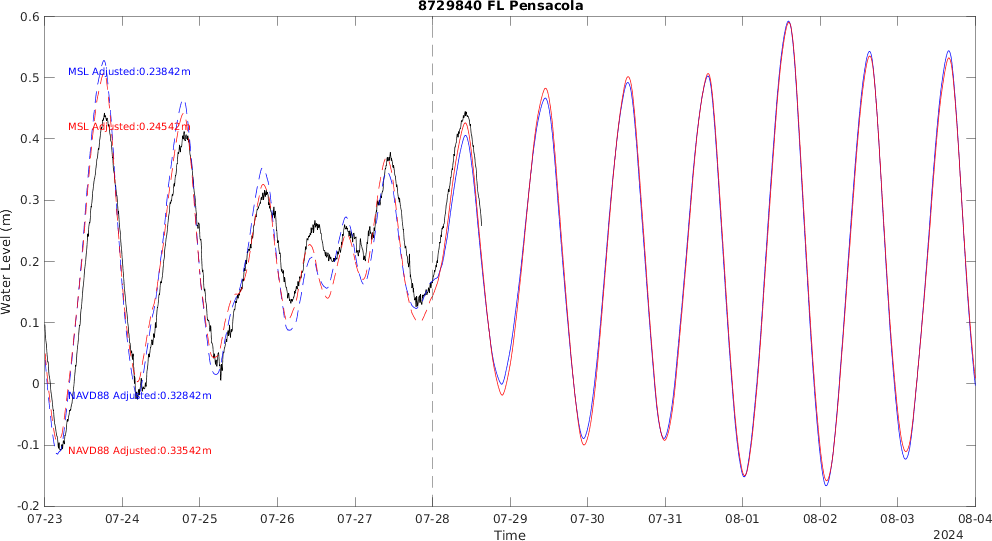 8729840 FL Pensacola
0.6
0.5
0.4
0.3
0.2
0.1
0
-0.1
-0.2
Water Level (m)
MSL Adjusted:0.23842m
MSL Adjusted:0.24542m
NAVD88 Adjusted:0.32842m
NAVD88 Adjusted:0.33542m
07-23 07-24 07-25 07-26 07-27 07-28 07-29 07-30 07-31 08-01 08-02 08-03 08-04
Time
2024